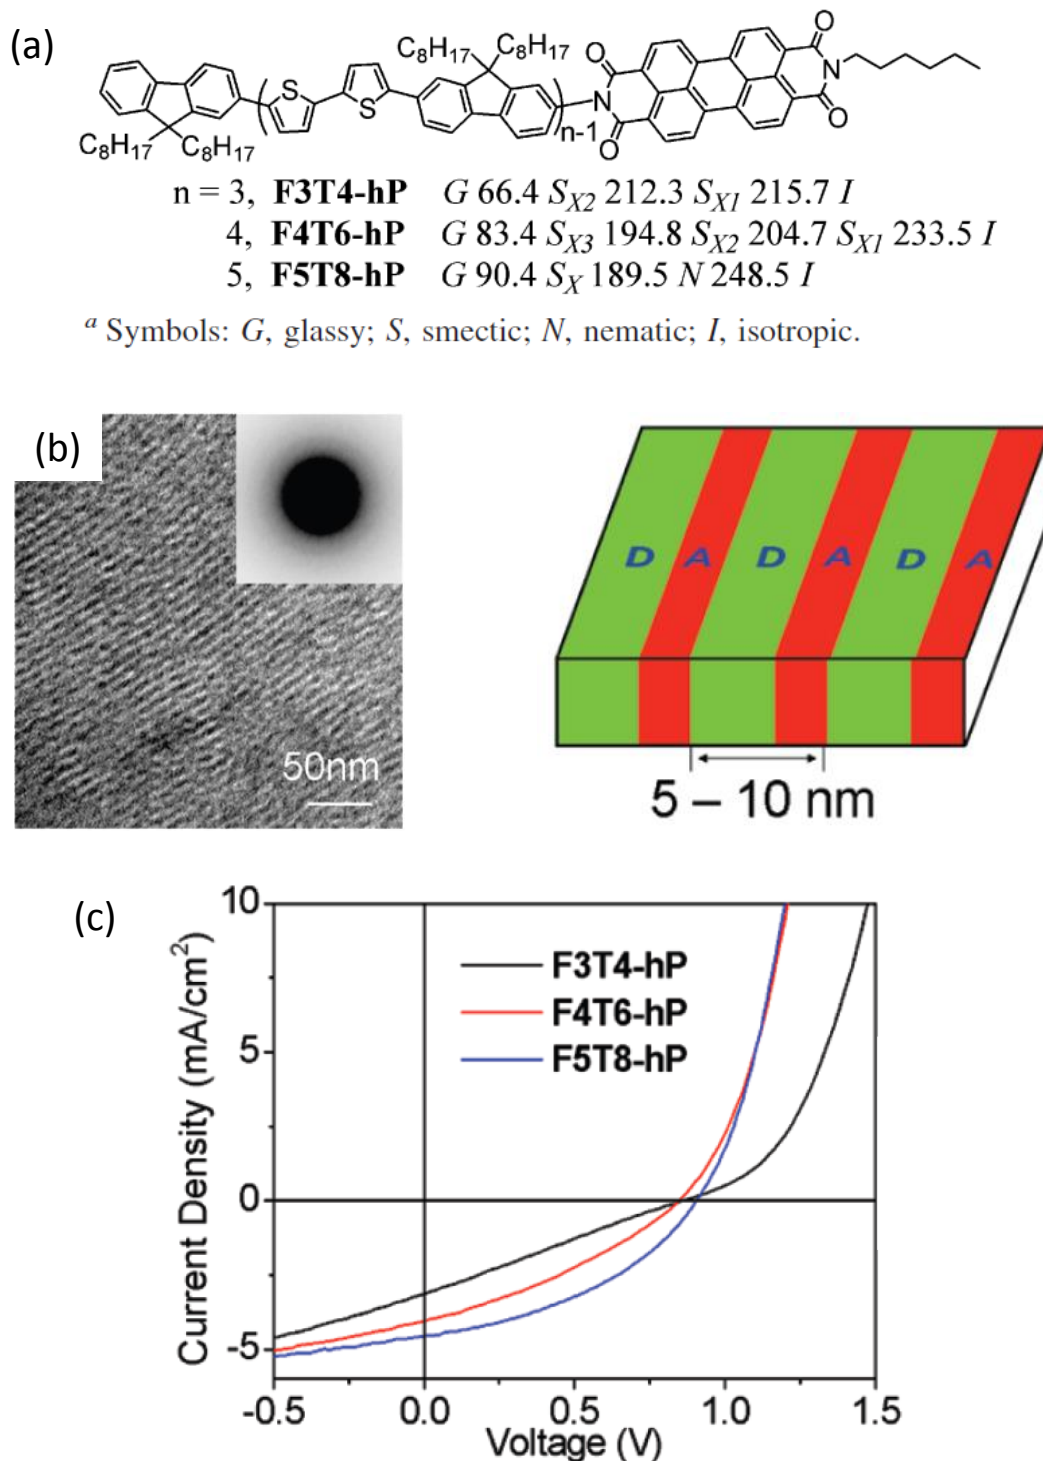 (a)
C8H17 C8H17 O O
S S N N
n-1
C8H17 C8H17 O O
n = 3, F3T4-hP G 66.4 SX2 212.3 SX1 215.7 I
4, F4T6-hP G 83.4 SX3 194.8 SX2 204.7 SX1 233.5 I
5, F5T8-hP G 90.4 SX 189.5 N 248.5 I
a Symbols: G, glassy; S, smectic; N, nematic; I, isotropic.
(b)
50nm
D A D A D A
5 – 10 nm
(c)
10
5
0
-5
Current Density (mA/cm2)
F3T4-hP
F4T6-hP
F5T8-hP
-0.5 0.0 0.5 1.0 1.5
Voltage (V)